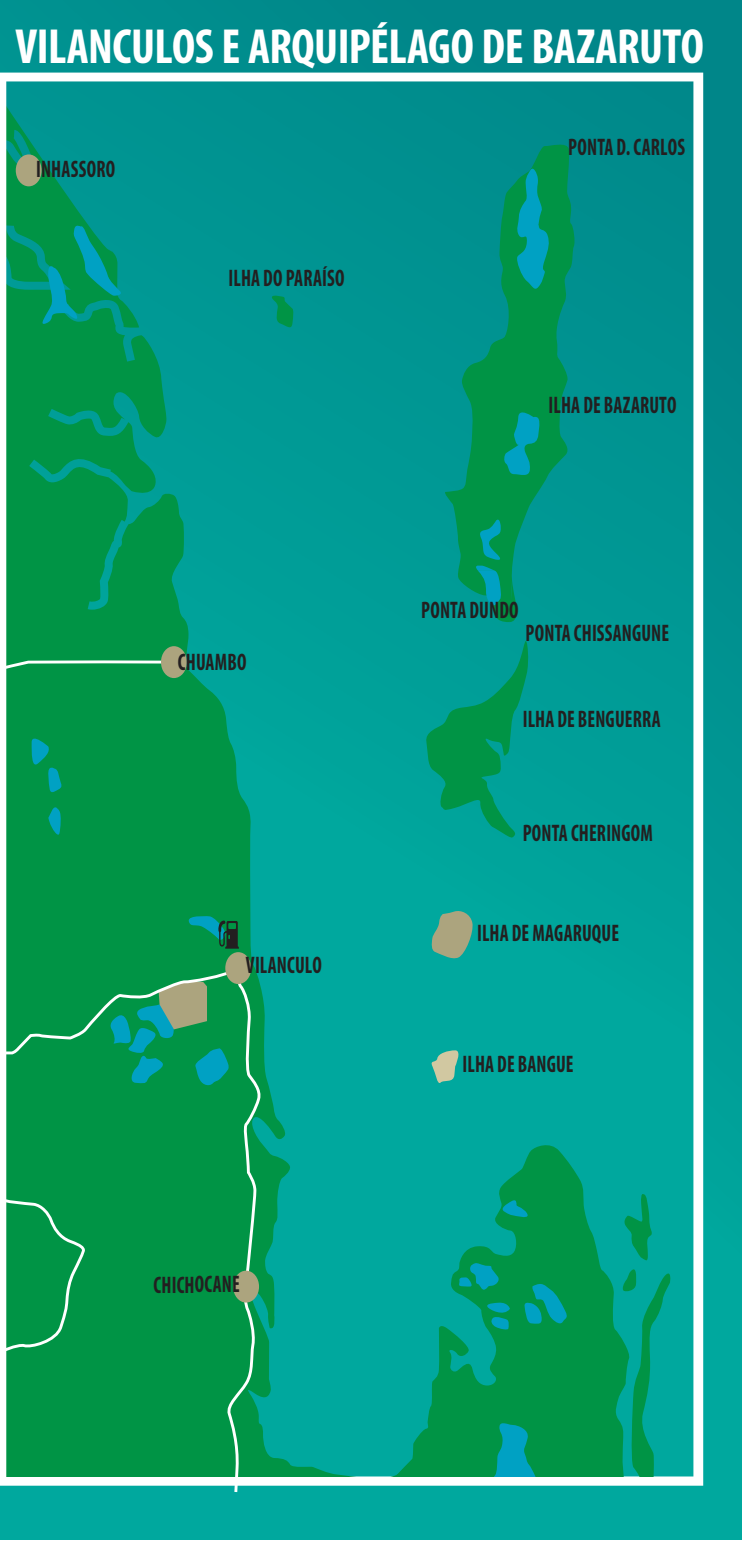 VILANCULOS E ARQUIPÉLAGO DE BAZARUTO
PONTA D. CARLOS
INHASSORO
ILHA DO PARAÍSO
ILHA DE BAZARUTO
PONTA DUNDO
PONTA CHISSANGUNE
CHUAMBO
ILHA DE BENGUERRA
PONTA CHERINGOM
ILHA DE MAGARUQUE
VILANCULO
ILHA DE BANGUE
CHICHOCANE